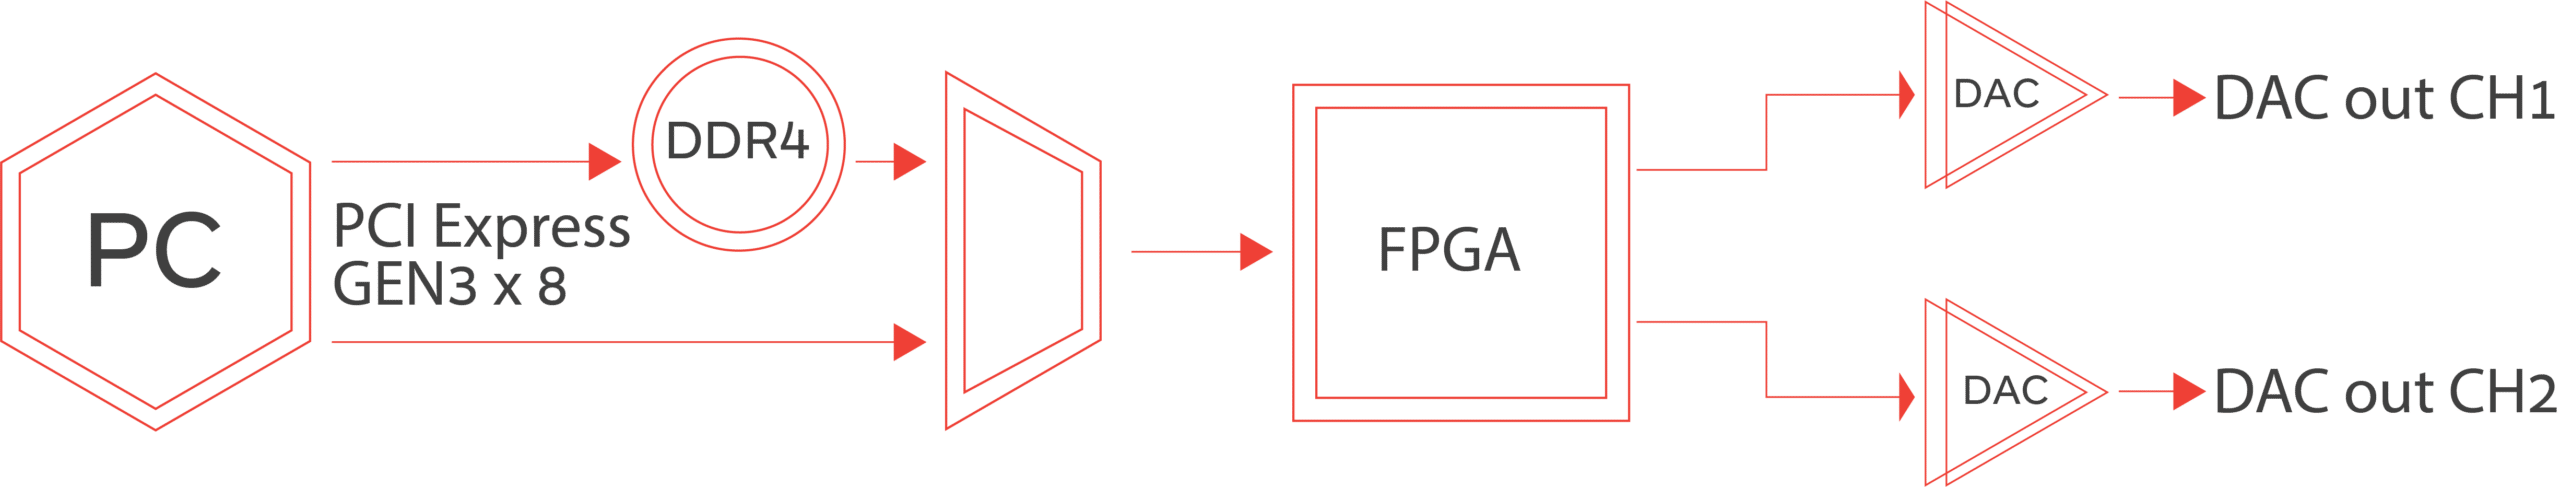 PC
DDR4
PCI Express
GEN3 x 8
FPGA
DAC
DAC out CH1
DAC
DAC out CH2